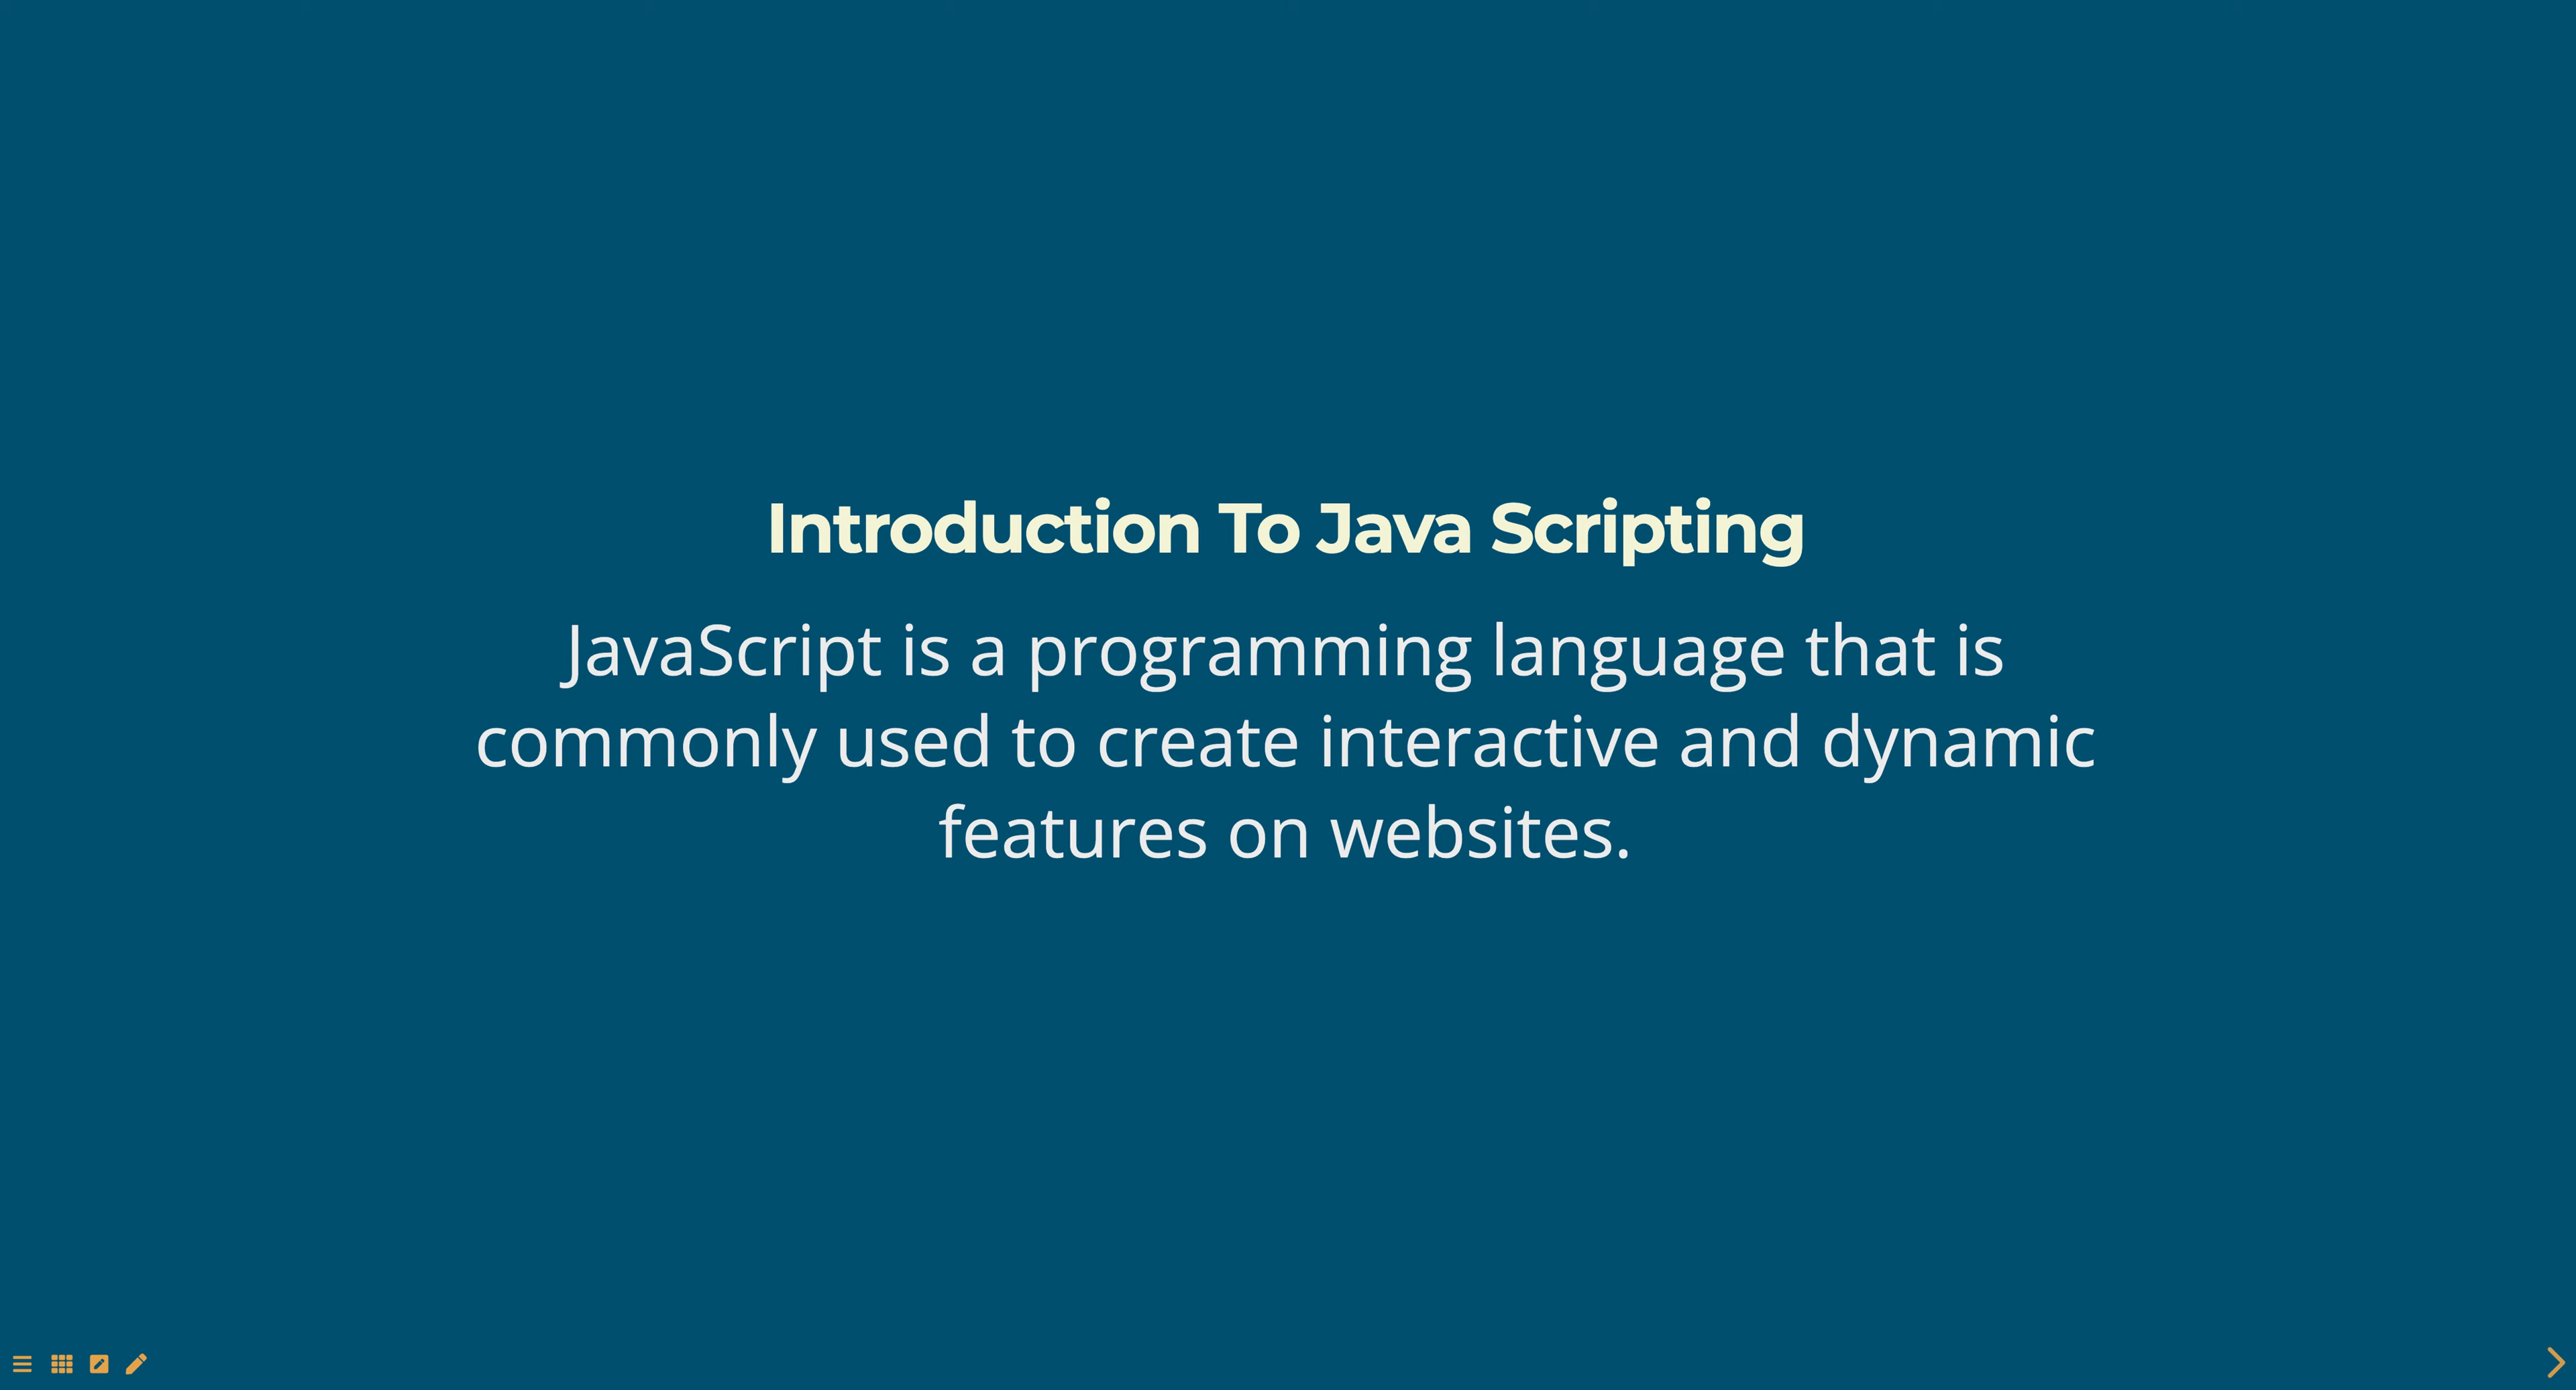 Introduction To Java Scripting
JavaScript is a programming language that is
commonly used to create interactive and dynamic
features on websites.